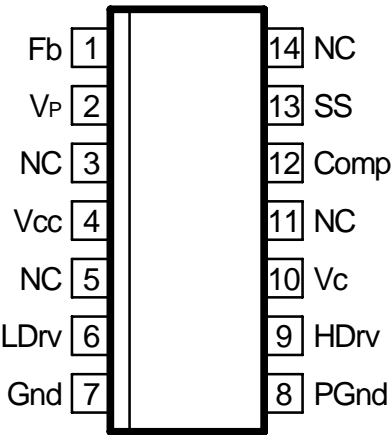 Fb 1 14 NC
VP 2 13 SS
NC 3 12 Comp
Vcc 4 11 NC
NC 5 10 Vc
LDrv 6 9 HDrv
Gnd 7 8 PGnd